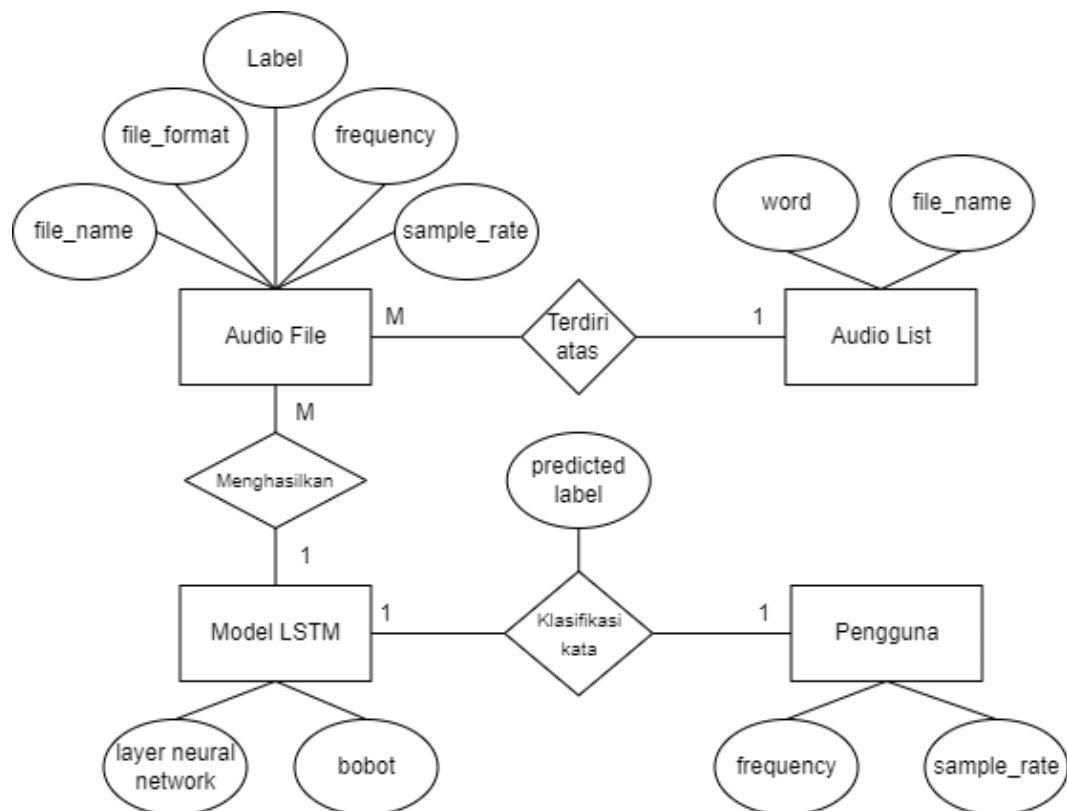 Label
file_format
frequency
file_name
sample_rate
word
file_name
Audio File
M
Terdiri
atas
1
Audio List
M
Menghasilkan
1
predicted
label
Model LSTM
1
Klasifikasi
kata
1
Pengguna
layer neural
network
bobot
frequency
sample_rate